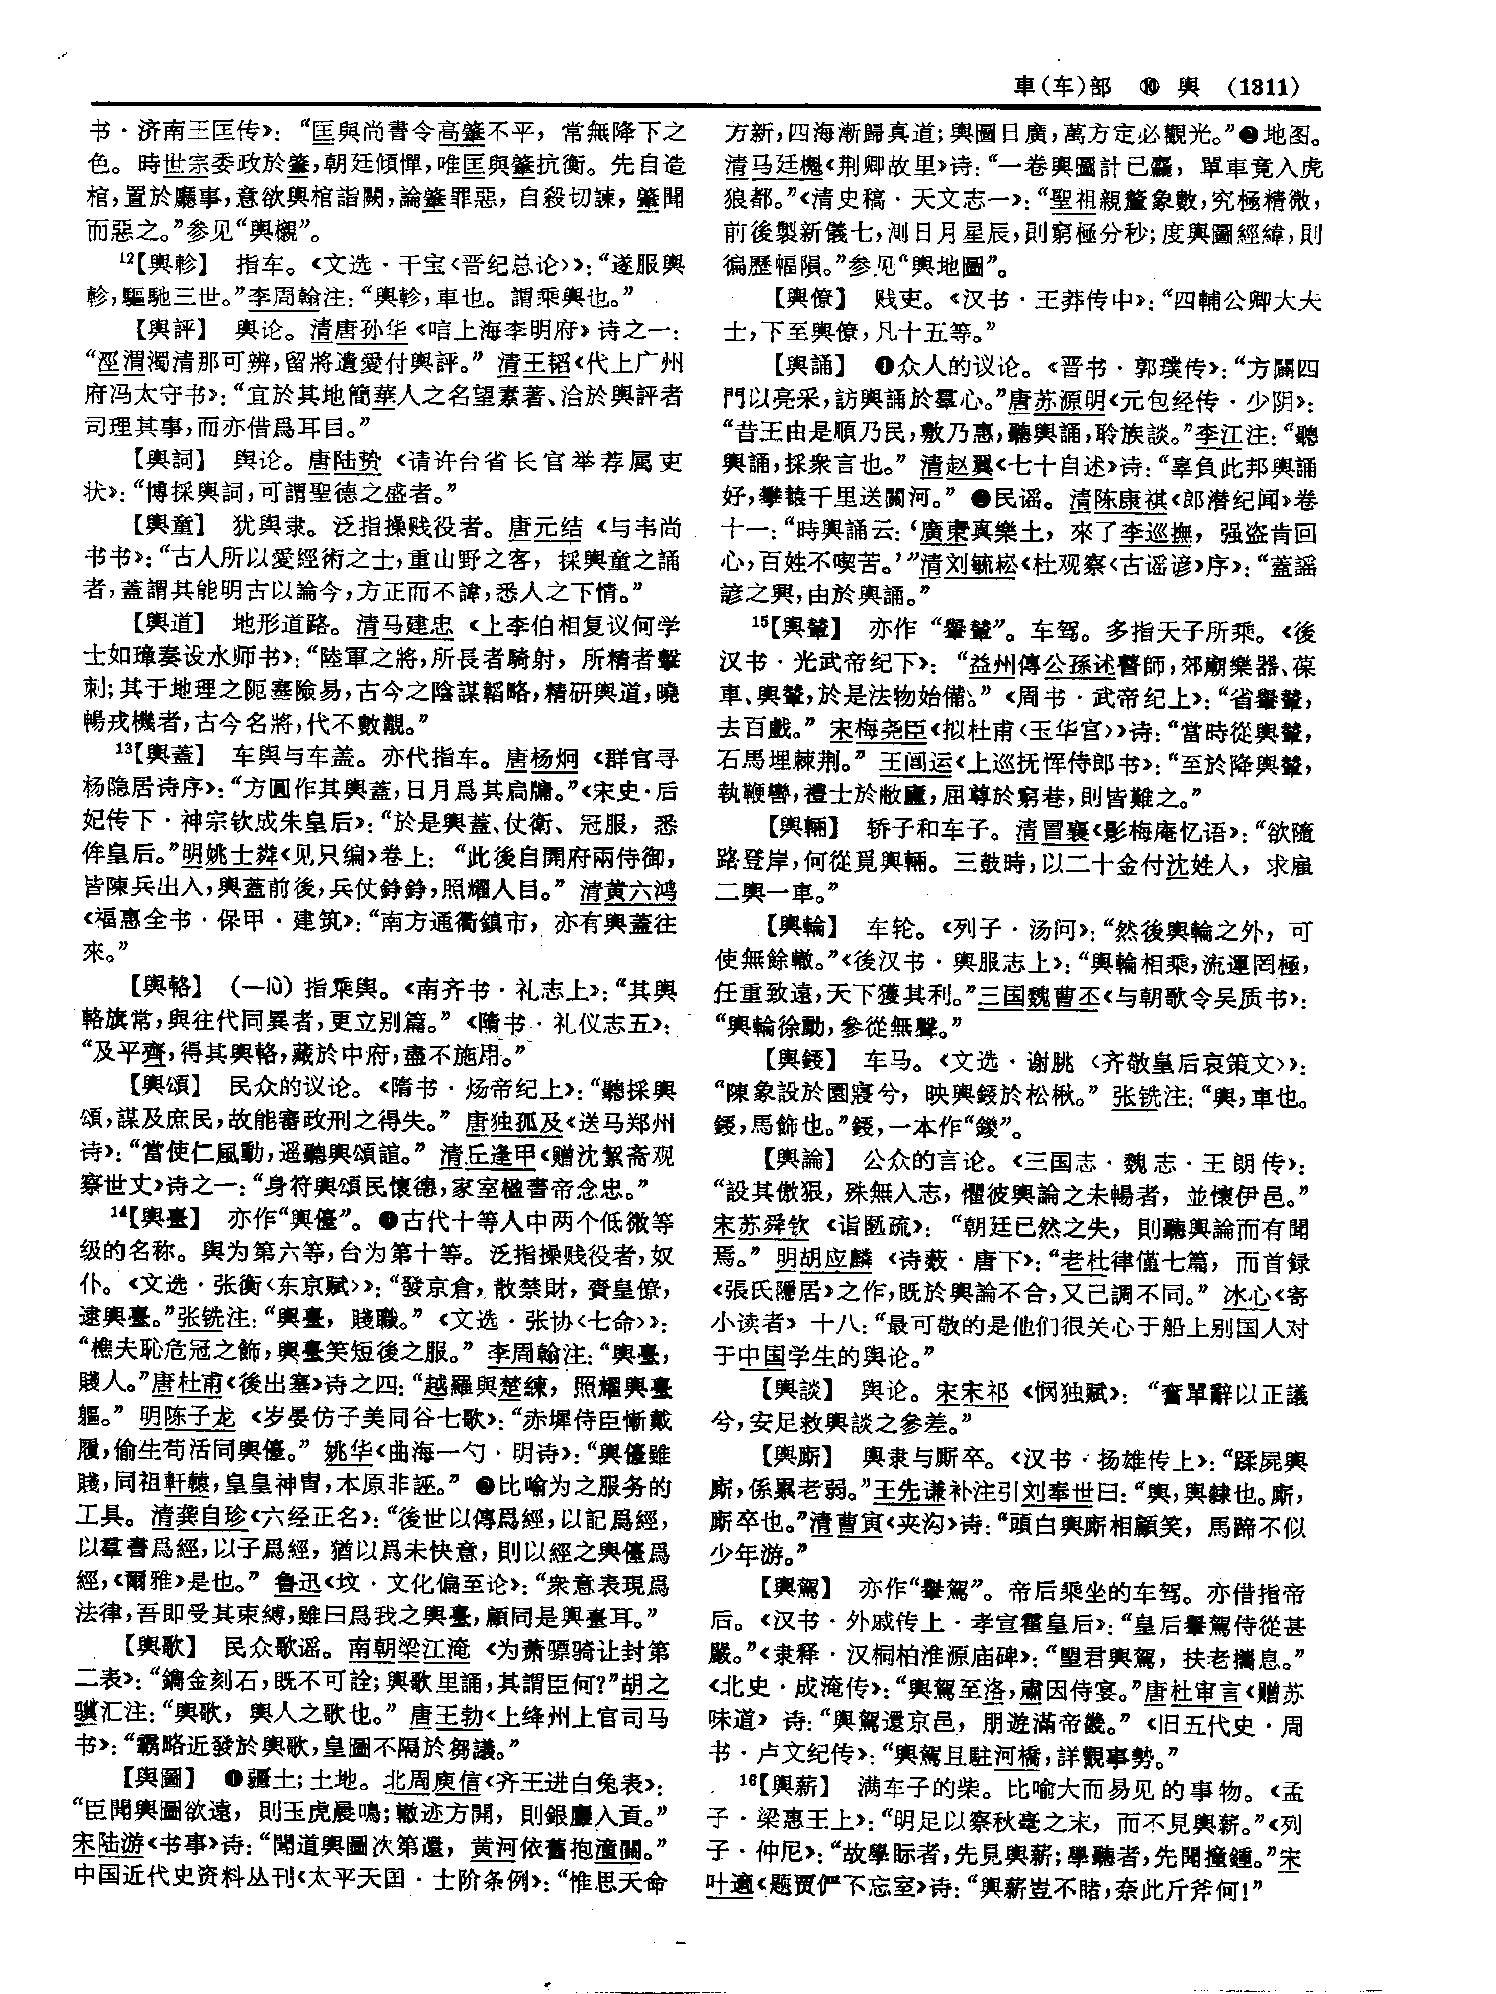 車(车)部 ⑩ 輿 (1311)
书·济南王匡传》：“匡與尚書令高肇不平，常無降下之
色。時世宗委政於肇，朝廷傾憚，唯匡與肇抗衡。先自造
棺，置於廳事，意欲輿棺詣闕，論肇罪惡，自殺切諫，肇聞
而惡之。”参见“輿櫬”。
12【輿軫】 指车。《文选·干宝〈晋纪总论〉》：“遂服輿
軫，驅馳三世。”李周翰注：“輿軫，車也。謂乘輿也。”
【輿評】 舆论。清唐孙华《唁上海李明府》诗之一：
“涇渭濁清那可辨，留將遺愛付輿評。”清王韬《代上广州
府冯太守书》：“宜於其地簡華人之名望素著、洽於輿評者
司理其事，而亦借爲耳目。”
【輿詞】 舆论。唐陆贽《请许台省长官举荐属吏
状》：“博採輿詞，可謂聖德之盛者。”
【輿童】 犹舆隶。泛指操贱役者。唐元结《与韦尚
书书》：“古人所以愛經術之士，重山野之客，採輿童之誦
者，蓋謂其能明古以論今，方正而不諱，悉人之下情。”
【輿道】 地形道路。清马建忠《上李伯相复议何学
士如璋奏设水师书》：“陸軍之將，所長者騎射，所精者擊
刺；其于地理之阨塞險易，古今之陰謀韜略，精研輿道，曉
暢戎機者，古今名將，代不數覯。”
13【輿蓋】 车舆与车盖。亦代指车。唐杨炯《群官寻
杨隐居诗序》：“方圓作其輿蓋，日月爲其扃牖。”《宋史·后
妃传下·神宗钦成朱皇后》：“於是輿蓋、仗衛、冠服，悉
侔皇后。”明姚士粦《见只编》卷上：“此後自開府兩侍御，
皆陳兵出入，輿蓋前後，兵仗錚錚，照耀人目。”清黄六鸿
《福惠全书·保甲·建筑》：“南方通衢鎮市，亦有輿蓋往
來。”
【輿輅】 (一lù) 指乘舆。《南齐书·礼志上》：“其輿
輅旗常，與往代同異者，更立别篇。”《隋书·礼仪志五》：
“及平齊，得其輿輅，藏於中府，盡不施用。”
【輿頌】 民众的议论。《隋书·炀帝纪上》：“聽採輿
頌，謀及庶民，故能審政刑之得失。”唐独孤及《送马郑州
诗》：“當使仁風動，遥聽輿頌諠。”清丘逢甲《赠沈絜斋观
察世丈》诗之一：“身符輿頌民懷德，家室楹書帝念忠。”
14【輿臺】 亦作“輿儓”。❶古代十等人中两个低微等
级的名称。舆为第六等，台为第十等。泛指操贱役者，奴
仆。《文选·张衡〈东京赋〉》：“發京倉，散禁財，賚皇僚，
逮輿臺。”张铣注：“輿臺，賤職。”《文选·张协〈七命〉》：
“樵夫恥危冠之飾，輿臺笑短後之服。”李周翰注：“輿臺，
賤人。”唐杜甫《後出塞》诗之四：“越羅與楚練，照耀輿臺
軀。”明陈子龙《岁晏仿子美同谷七歌》：“赤墀侍臣慚戴
履，偷生苟活同輿儓。”姚华《曲海一勺·明诗》：“輿儓雖
賤，同祖軒轅，皇皇神胄，本原非誣。”❷比喻为之服务的
工具。清龚自珍《六经正名》：“後世以傳爲經，以記爲經，
以羣書爲經，以子爲經，猶以爲未快意，則以經之輿儓爲
經，《爾雅》是也。”鲁迅《坟·文化偏至论》：“衆意表現爲
法律，吾即受其束縛，雖曰爲我之輿臺，顧同是輿臺耳。”
【輿歌】 民众歌谣。南朝梁江淹《为萧骠骑让封第
二表》：“鐫金刻石，既不可詮；輿歌里誦，其謂臣何?”胡之
骥汇注：“輿歌，輿人之歌也。”唐王勃《上绛州上官司马
书》：“霸略近發於輿歌，皇圖不隔於芻議。”
【輿圖】 ❶疆土；土地。北周庾信《齐王进白兔表》：
“臣聞輿圖欲遠，則玉虎晨鳴；轍迹方開，則銀麞入貢。”
宋陆游《书事》诗：“聞道輿圖次第還，黄河依舊抱潼關。”
中国近代史资料丛刊《太平天囯·士阶条例》：“惟思天命
方新，四海漸歸真道；輿圖日廣，萬方定必觀光。”❷地图。
清马廷櫆《荆卿故里》诗：“一卷輿圖計已麤，單車竟入虎
狼都。”《清史稿·天文志一》：“聖祖親釐象數，究極精微，
前後製新儀七，測日月星辰，則窮極分秒；度輿圖經緯，則
徧歷幅隕。”参见“輿地圖”。
【輿僚】 贱吏。《汉书·王莽传中》：“四輔公卿大夫
士，下至輿僚，凡十五等。”
【輿誦】 ❶众人的议论。《晋书·郭璞传》：“方闢四
門以亮采，訪輿誦於羣心。”唐苏源明《元包经传·少阴》：
“昔王由是順乃民，敷乃惠，聽輿誦，聆族談。”李江注：“聽
輿誦，採衆言也。”清赵翼《七十自述》诗：“辜負此邦輿誦
好，攀轅千里送關河。”❷民谣。清陈康祺《郎潜纪闻》卷
十一：“時輿誦云：‘廣東真樂土，來了李巡撫，强盜肯回
心，百姓不喫苦。’”清刘毓崧《杜观察〈古谣谚〉序》：“蓋謡
諺之興，由於輿誦。”
15【輿輦】 亦作“轝輦”。车驾。多指天子所乘。《後
汉书·光武帝纪下》：“益州傳公孫述瞽師，郊廟樂器、葆
車、輿輦，於是法物始備。”《周书·武帝纪上》：“省轝輦，
去百戲。”宋梅尧臣《拟杜甫〈玉华宫〉》诗：“當時從輿輦，
石馬埋棘荆。”王闿运《上巡抚恽侍郎书》：“至於降輿輦，
執鞭轡，禮士於敝廬，屈尊於窮巷，則皆難之。”
【輿輛】 轿子和车子。清冒襄《影梅庵忆语》：“欲隨
路登岸，何從覓輿輛。三鼓時，以二十金付沈姓人，求雇
二輿一車。”
【輿輪】 车轮。《列子·汤问》：“然後輿輪之外，可
使無餘轍。”《後汉书·舆服志上》：“輿輪相乘，流運罔極，
任重致遠，天下獲其利。”三国魏曹丕《与朝歌令吴质书》：
“輿輪徐動，參從無聲。”
【輿錽】 车马。《文选·谢朓〈齐敬皇后哀策文〉》：
“陳象設於園寢兮，映輿錽於松楸。”张铣注：“輿，車也。
錽，馬飾也。”錽，一本作“鋄”。
【輿論】 公众的言论。《三国志·魏志·王朗传》：
“設其傲狠，殊無入志，懼彼輿論之未暢者，並懷伊邑。”
宋苏舜钦《诣匦疏》：“朝廷已然之失，則聽輿論而有聞
焉。”明胡应麟《诗薮·唐下》：“老杜律僅七篇，而首録
《張氏隱居》之作，既於輿論不合，又己調不同。”冰心《寄
小读者》十八：“最可敬的是他们很关心于船上别国人对
于中国学生的舆论。”
【輿談】 舆论。宋宋祁《悯独赋》：“奮單辭以正議
兮，安足救輿談之參差。”
【輿廝】 舆隶与厮卒。《汉书·扬雄传上》：“蹂屍輿
廝，係累老弱。”王先谦补注引刘奉世曰：“輿，輿隸也。廝，
廝卒也。”清曹寅《夹沟》诗：“頭白輿廝相顧笑，馬蹄不似
少年游。”
【輿駕】 亦作“轝駕”。帝后乘坐的车驾。亦借指帝
后。《汉书·外戚传上·孝宣霍皇后》：“皇后轝駕侍從甚
嚴。”《隶释·汉桐柏淮源庙碑》：“朢君輿駕，扶老攜息。”
《北史·成淹传》：“輿駕至洛，肅因侍宴。”唐杜审言《赠苏
味道》诗：“輿駕還京邑，朋遊滿帝畿。”《旧五代史·周
书·卢文纪传》：“輿駕且駐河橋，詳觀事勢。”
16【輿薪】 满车子的柴。比喻大而易见的事物。《孟
子·梁惠王上》：“明足以察秋毫之末，而不見輿薪。”《列
子·仲尼》：“故學眎者，先見輿薪；學聽者，先聞撞鍾。”宋
叶適《题贾俨不忘室》诗：“輿薪豈不睹，奈此斤斧何！”